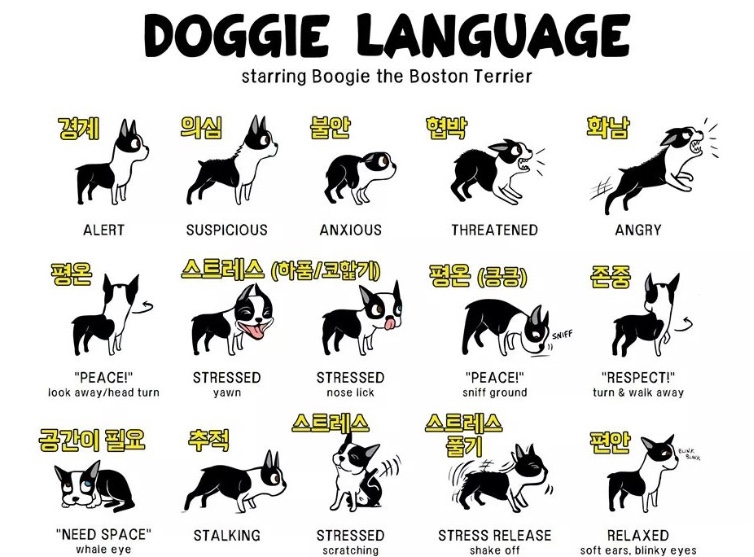 DOGGIE LANGUAGE
starring Boogie the Boston Terrier
경계 의심 불안 협박 화남
ALERT SUSPICIOUS ANXIOUS THREATENED ANGRY
평온 스트레스 (하품/코핥기) 평온 (킁킁) 존중
SNIFF
"PEACE!" STRESSED STRESSED "PEACE!" "RESPECT!"
look away/head turn yawn nose lick sniff ground turn & walk away
공간이 필요 추적 스트레스 스트레스 풀기 편안
BLINK
BLINK
"NEED SPACE" STALKING STRESSED STRESS RELEASE RELAXED
whale eye scratching shake off soft ears, blinky eyes